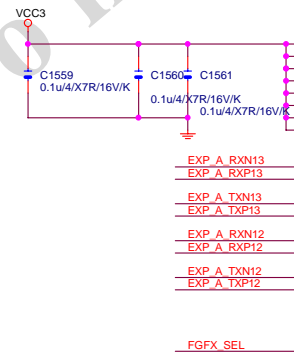 VCC3
C1559
0.1u/4/X7R/16V/K
C1560
0.1u/4/X7R/16V/K
C1561
0.1u/4/X7R/16V/K
EXP_A_RXN13
EXP_A_RXP13
EXP_A_TXN13
EXP_A_TXP13
EXP_A_RXN12
EXP_A_RXP12
EXP_A_TXN12
EXP_A_TXP12
FGFX_SEL